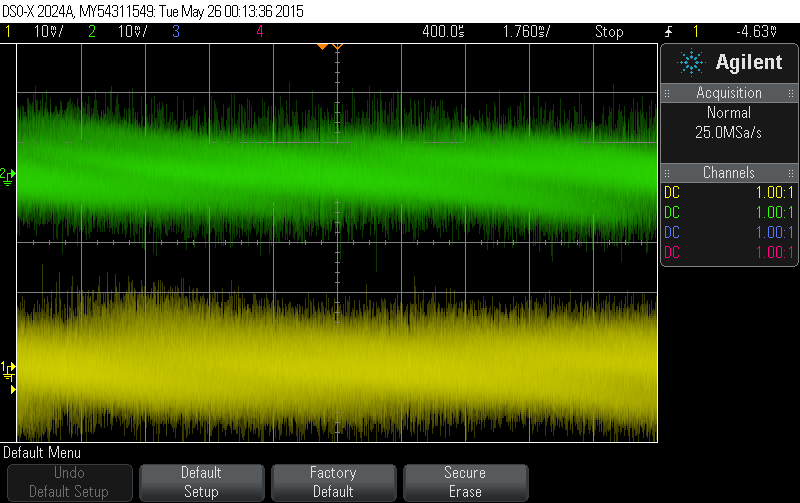 DSO-X 2024A, MY54311549: Tue May 26 00:13:36 2015
1 10V/ 2 10V/ 3 4 400.0s 1.760s/ Stop 1 -4.63V
Agilent
Acquisition
Normal
25.0MSa/s
Channels
DC 1.00:1
DC 1.00:1
DC 1.00:1
DC 1.00:1
2
1
Default Menu
Undo
Default Setup
Default
Setup
Factory
Default
Secure
Erase